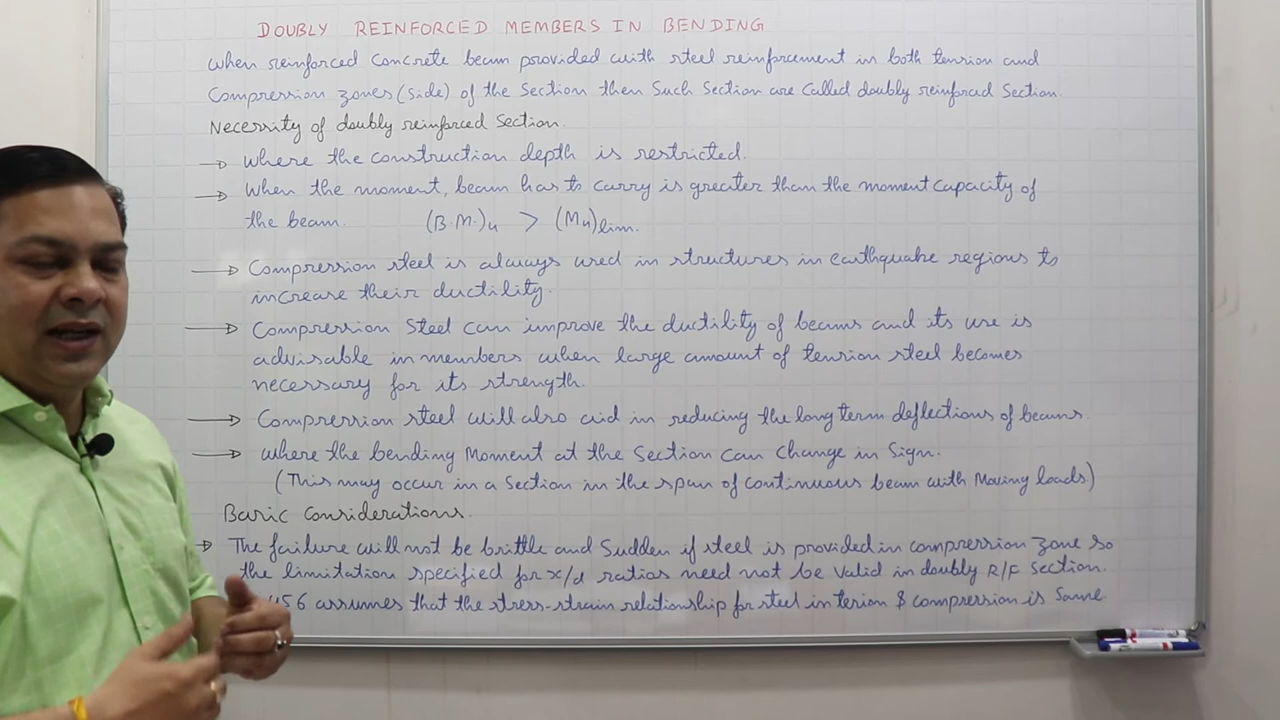 DOUBLY REINFORCED MEMBERS IN BENDING
when reinforced concrete beam provided with steel reinforcement in both tension and
Compression zones (side) of the section then such section are called doubly reinforced section.
Necessity of doubly reinforced section.
→ Where the construction depth is restricted.
→ When the moment, beam has to carry is greater than the moment capacity of
the beam. (B.M.)u > (Mu)lim.
→ Compression steel is always used in structures in earthquake regions to
increase their ductility.
→ Compression steel can improve the ductility of beams and its use is
advisable in members when large amount of tension steel becomes
necessary for its strength.
→ Compression steel will also aid in reducing the long term deflections of beams.
→ where the bending Moment at the section can change in sign.
(This may occur in a section in the span of continuous beam with Moving loads)
Basic considerations.
→ The failure will not be brittle and sudden if steel is provided in compression zone so
the limitation specified for x/d ratios need not be valid in doubly R/F section.
456 assumes that the stress-strain relationship for steel in tersion & compression is same.